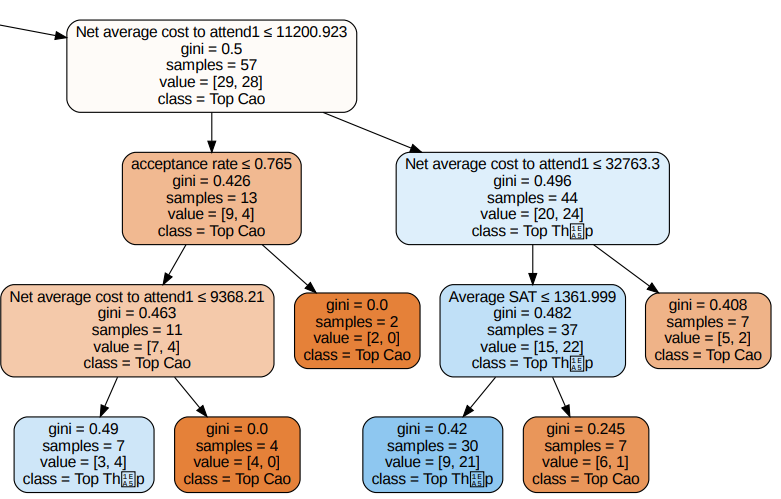 Net average cost to attend1 ≤ 11200.923
gini = 0.5
samples = 57
value = [29, 28]
class = Top Cao
acceptance rate ≤ 0.765
gini = 0.426
samples = 13
value = [9, 4]
class = Top Cao
Net average cost to attend1 ≤ 32763.3
gini = 0.496
samples = 44
value = [20, 24]
class = Top Thấp
Net average cost to attend1 ≤ 9368.21
gini = 0.463
samples = 11
value = [7, 4]
class = Top Cao
gini = 0.0
samples = 2
value = [2, 0]
class = Top Cao
Average SAT ≤ 1361.999
gini = 0.482
samples = 37
value = [15, 22]
class = Top Thấp
gini = 0.408
samples = 7
value = [5, 2]
class = Top Cao
gini = 0.49
samples = 7
value = [3, 4]
class = Top Thấp
gini = 0.0
samples = 4
value = [4, 0]
class = Top Cao
gini = 0.42
samples = 30
value = [9, 21]
class = Top Thấp
gini = 0.245
samples = 7
value = [6, 1]
class = Top Cao